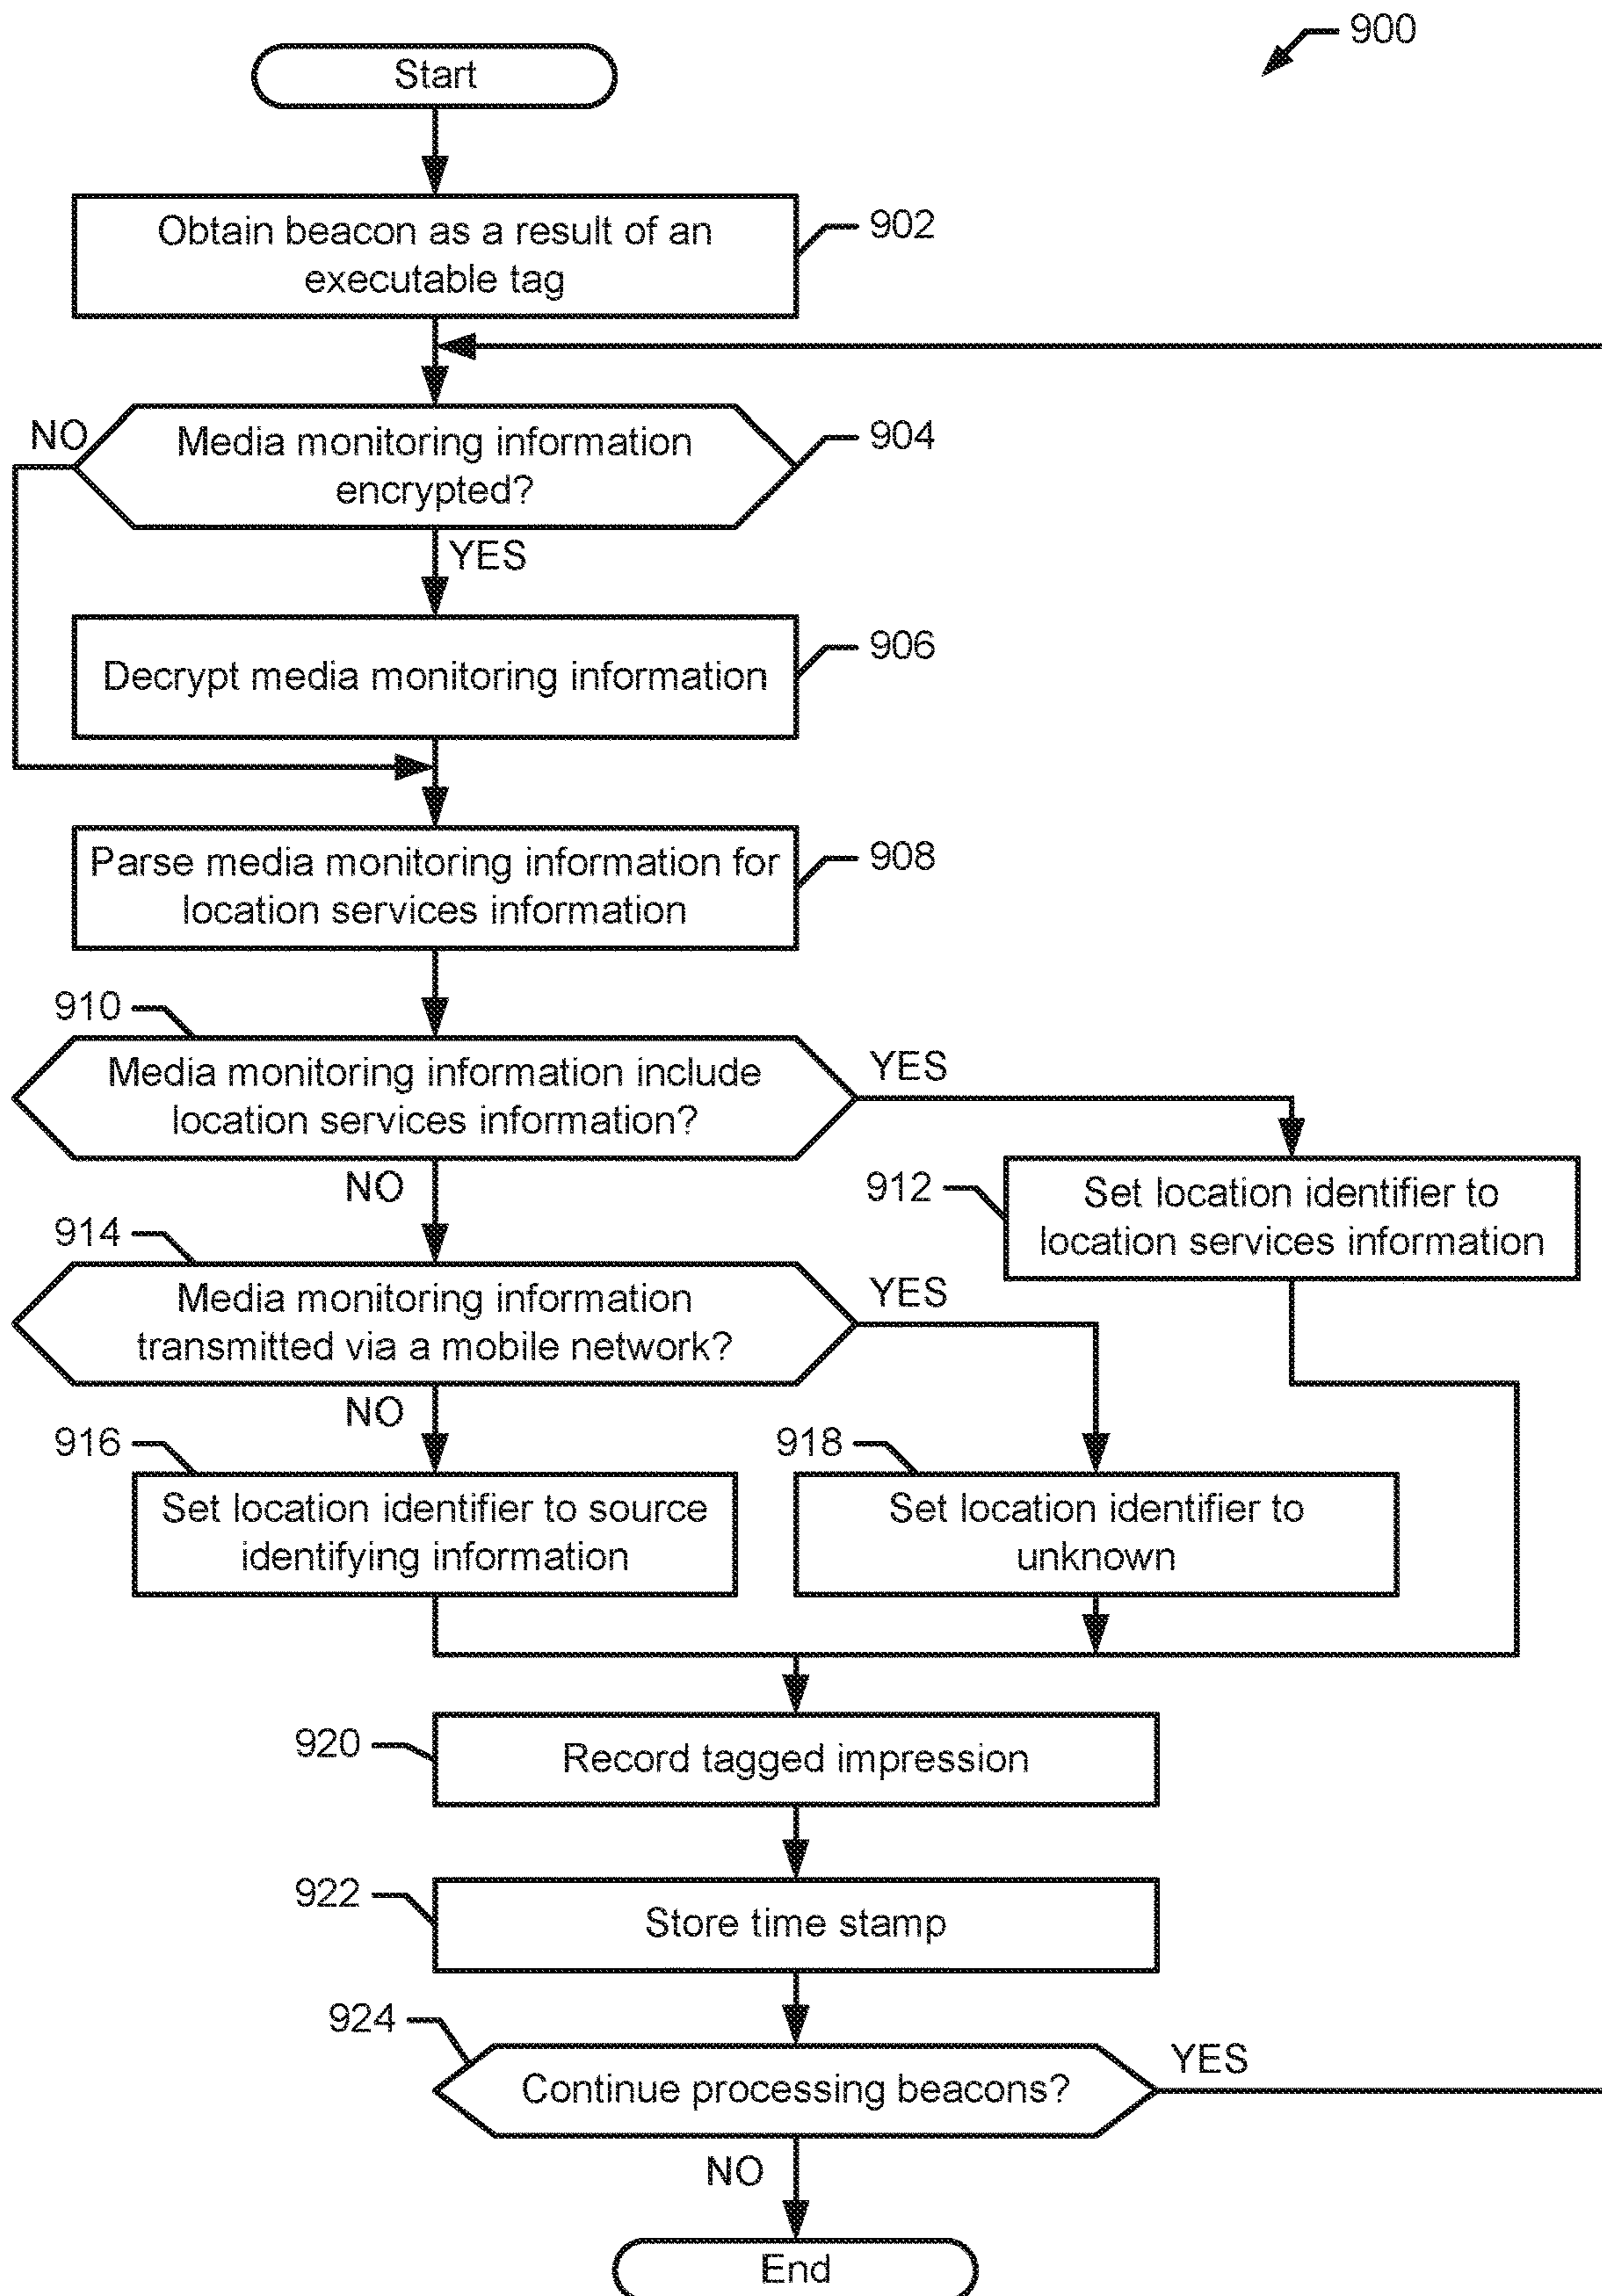 900
Start
Obtain beacon as a result of an
executable tag
902
NO
Media monitoring information
encrypted?
904
YES
Decrypt media monitoring information
906
Parse media monitoring information for
location services information
908
910
Media monitoring information include
location services information?
YES
NO
912
Set location identifier to
location services information
914
Media monitoring information
transmitted via a mobile network?
YES
NO
916
Set location identifier to source
identifying information
918
Set location identifier to
unknown
920
Record tagged impression
922
Store time stamp
924
Continue processing beacons?
YES
NO
End